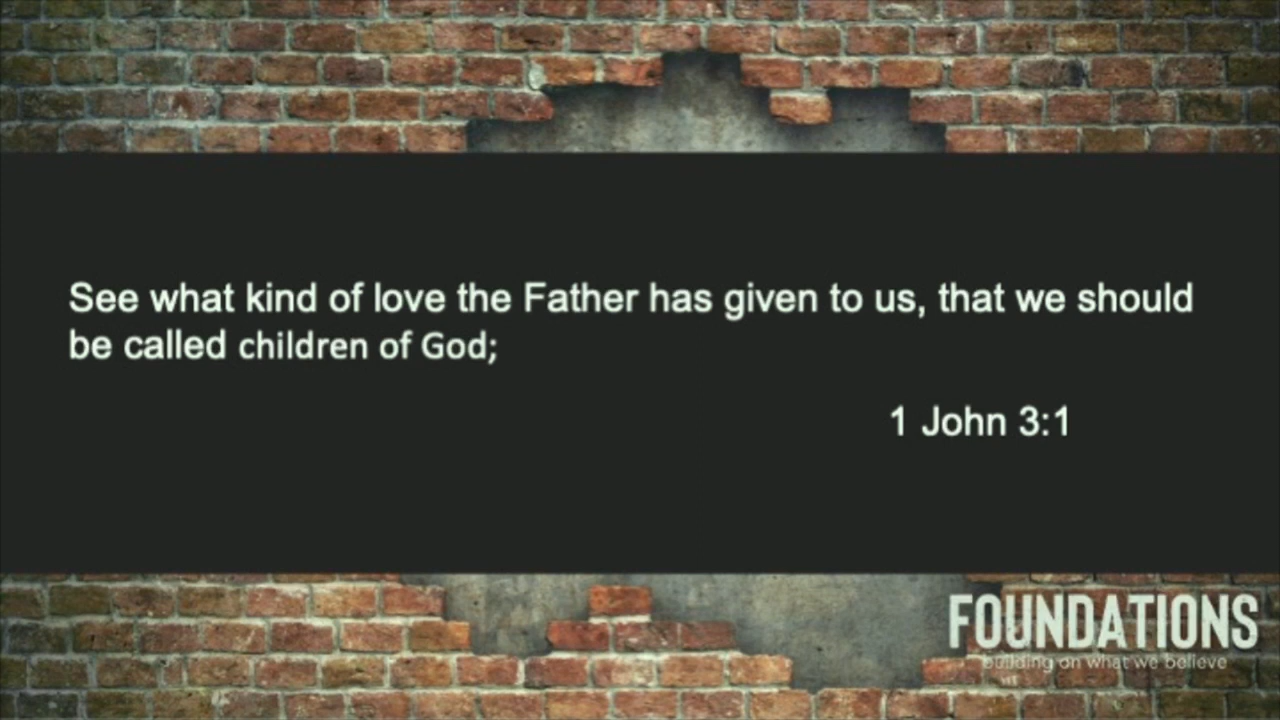 See what kind of love the Father has given to us, that we should
be called children of God;
1 John 3:1
FOUNDATIONS
building on what we believe